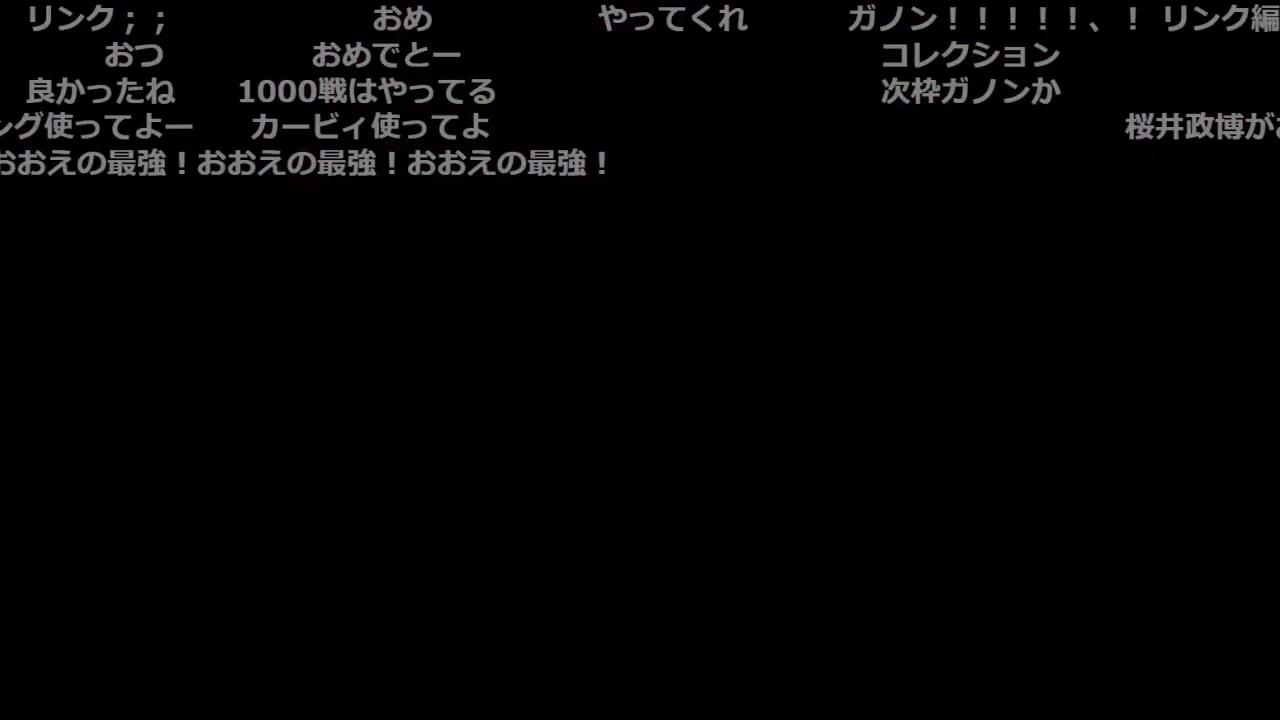 リンク；； おめ やってくれ ガノン！！！！！、！ リンク編
おつ おめでとー コレクション
良かったね 1000戦はやってる 次枠ガノンか
グ使ってよー カービィ使ってよ 桜井政博が
おおえの最強！おおえの最強！おおえの最強！